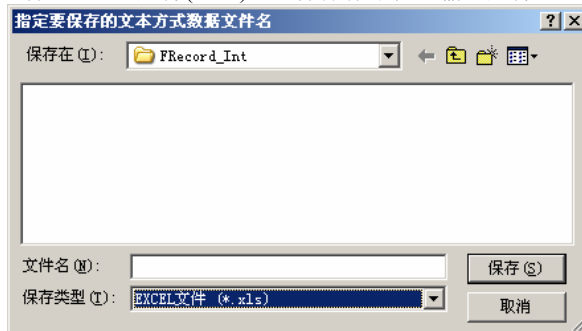 指定要保存的文本方式数据文件名
保存在(I): FRecord_Int
文件名(N): 保存(S)
保存类型(T): EXCEL文件 (*.xls) 取消